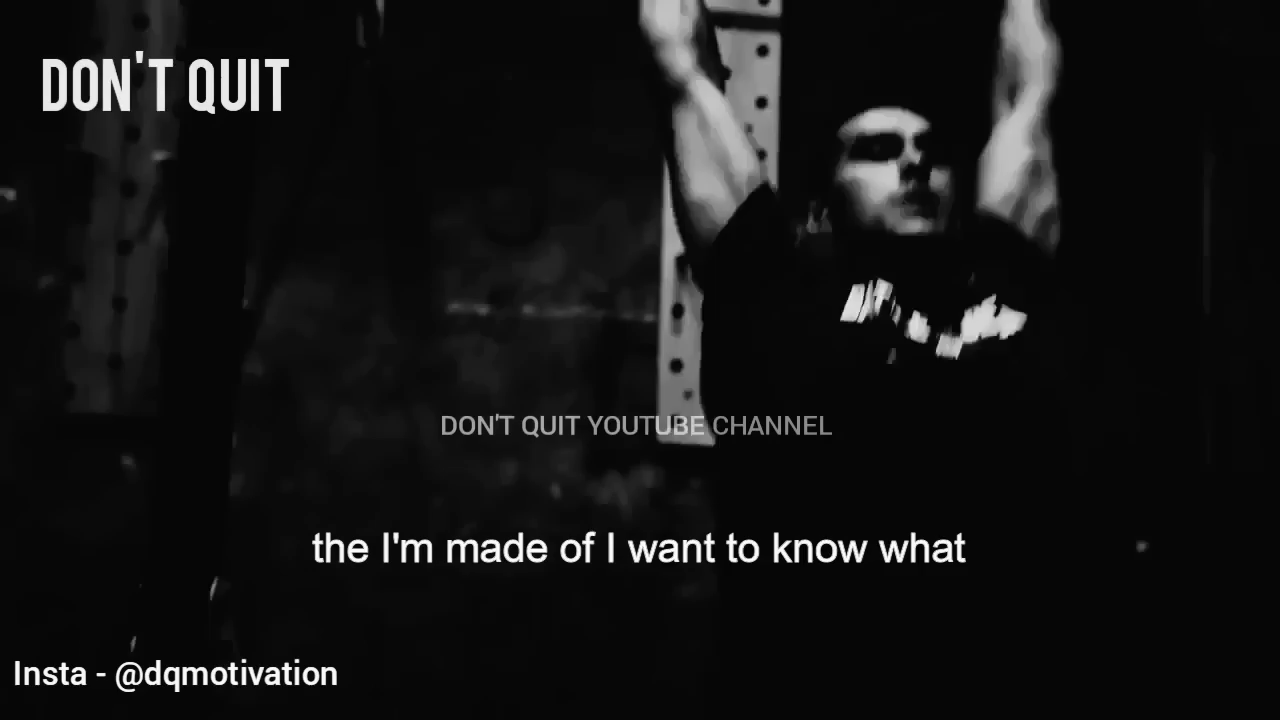 DON'T QUIT
DON'T QUIT YOUTUBE CHANNEL
the I'm made of I want to know what
Insta - @dqmotivation